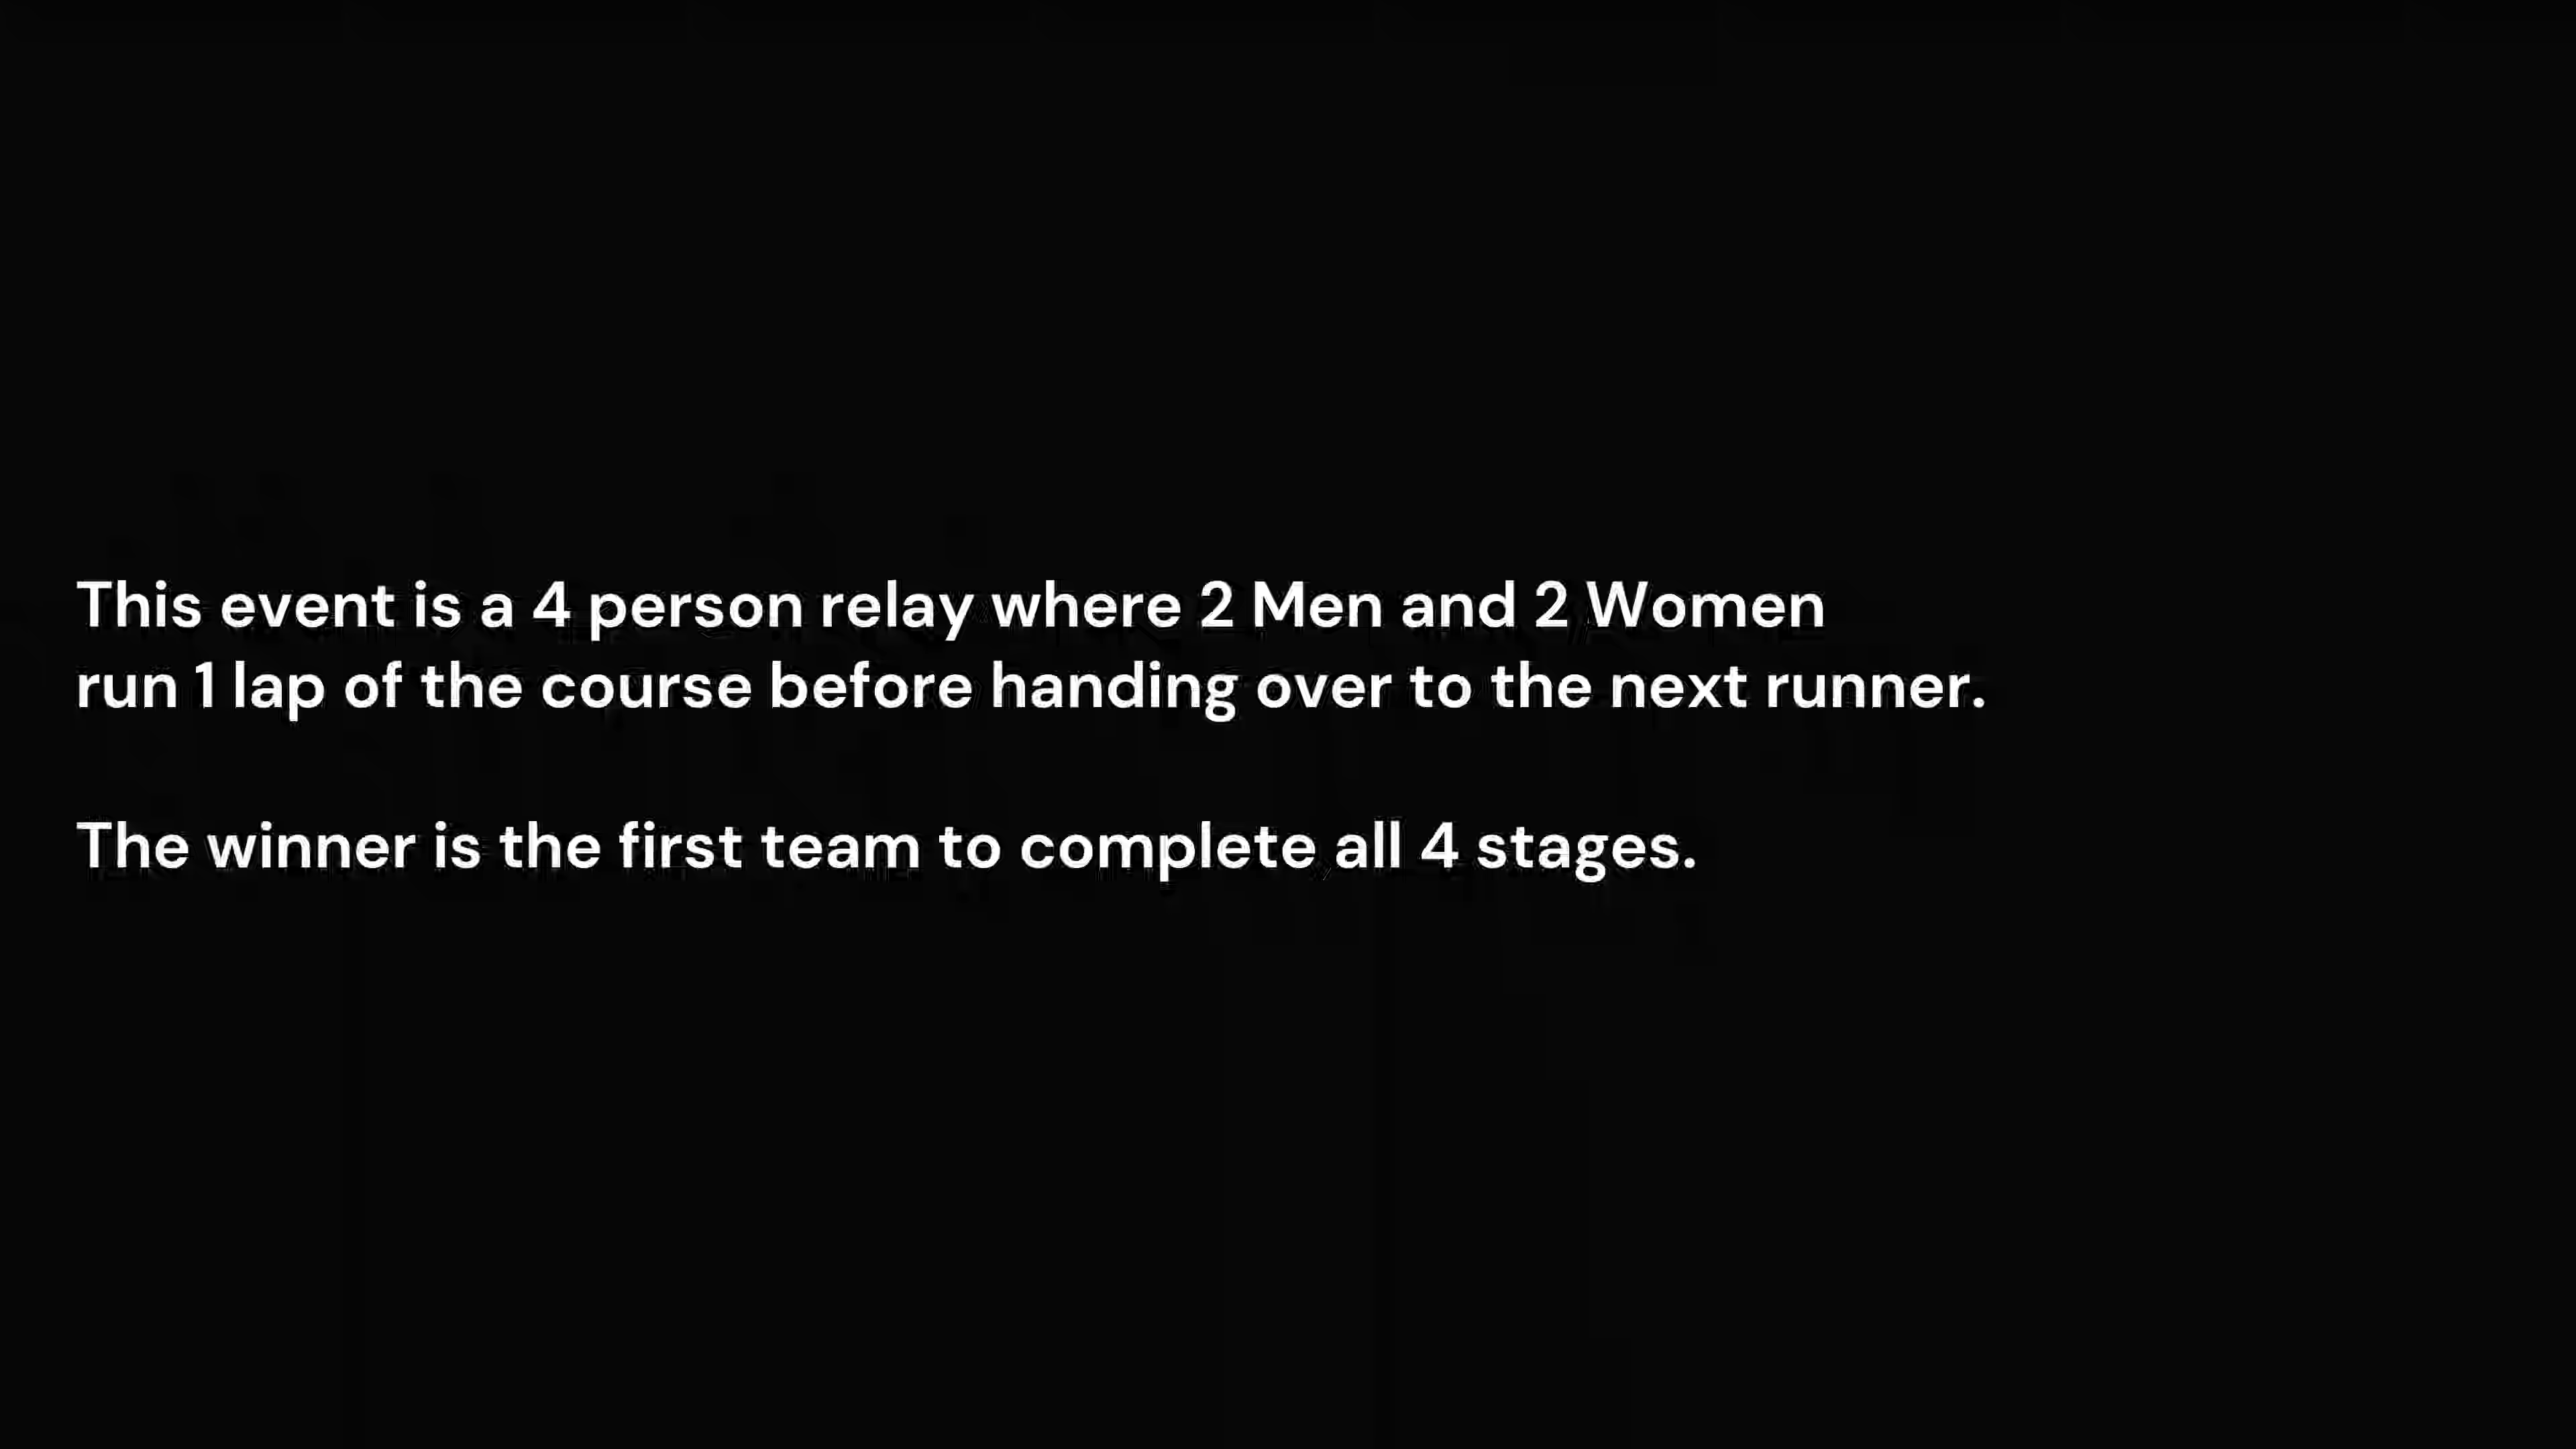 This event is a 4 person relay where 2 Men and 2 Women
run 1 lap of the course before handing over to the next runner.
The winner is the first team to complete all 4 stages.